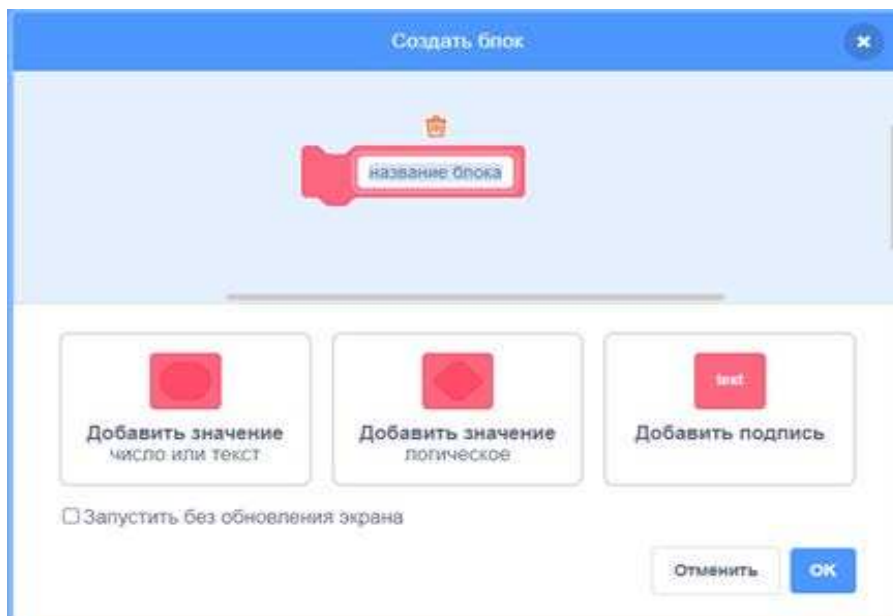 Создать блок
название блока
Добавить значение
число или текст
Добавить значение
логическое
text
Добавить подпись
Запустить без обновления экрана
Отменить
ОК